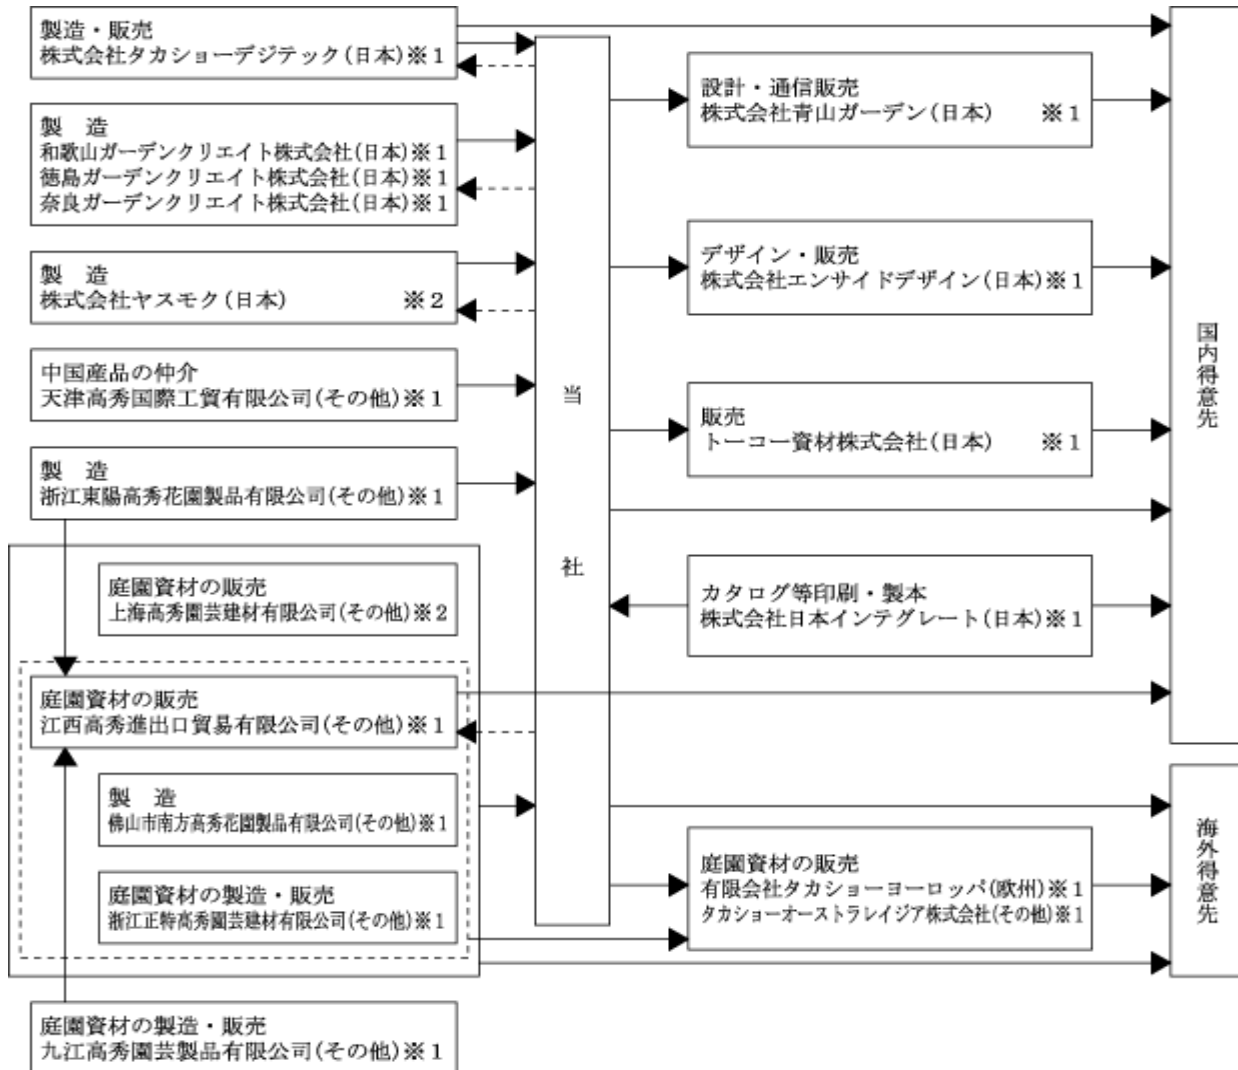 製造・販売
株式会社タカショーデジテック(日本)※1
製　造
和歌山ガーデンクリエイト株式会社(日本)※1
徳島ガーデンクリエイト株式会社(日本)※1
奈良ガーデンクリエイト株式会社(日本)※1
製　造
株式会社ヤスモク(日本)　※2
中国産品の仲介
天津高秀国際工貿有限公司(その他)※1
製　造
浙江東陽高秀花園製品有限公司(その他)※1
庭園資材の販売
上海高秀園芸建材有限公司(その他)※2
庭園資材の販売
江西高秀進出口貿易有限公司(その他)※1
製　造
佛山市南方高秀花園製品有限公司(その他)※1
庭園資材の製造・販売
浙江正特高秀園芸建材有限公司(その他)※1
庭園資材の製造・販売
九江高秀園芸製品有限公司(その他)※1
当社
設計・通信販売
株式会社青山ガーデン(日本)　※1
デザイン・販売
株式会社エンサイドデザイン(日本)※1
販売
トーコー資材株式会社(日本)　※1
カタログ等印刷・製本
株式会社日本インテグレート(日本)※1
庭園資材の販売
有限会社タカショーヨーロッパ(欧州)※1
タカショーオーストラレイジア株式会社(その他)※1
国内得意先
海外得意先